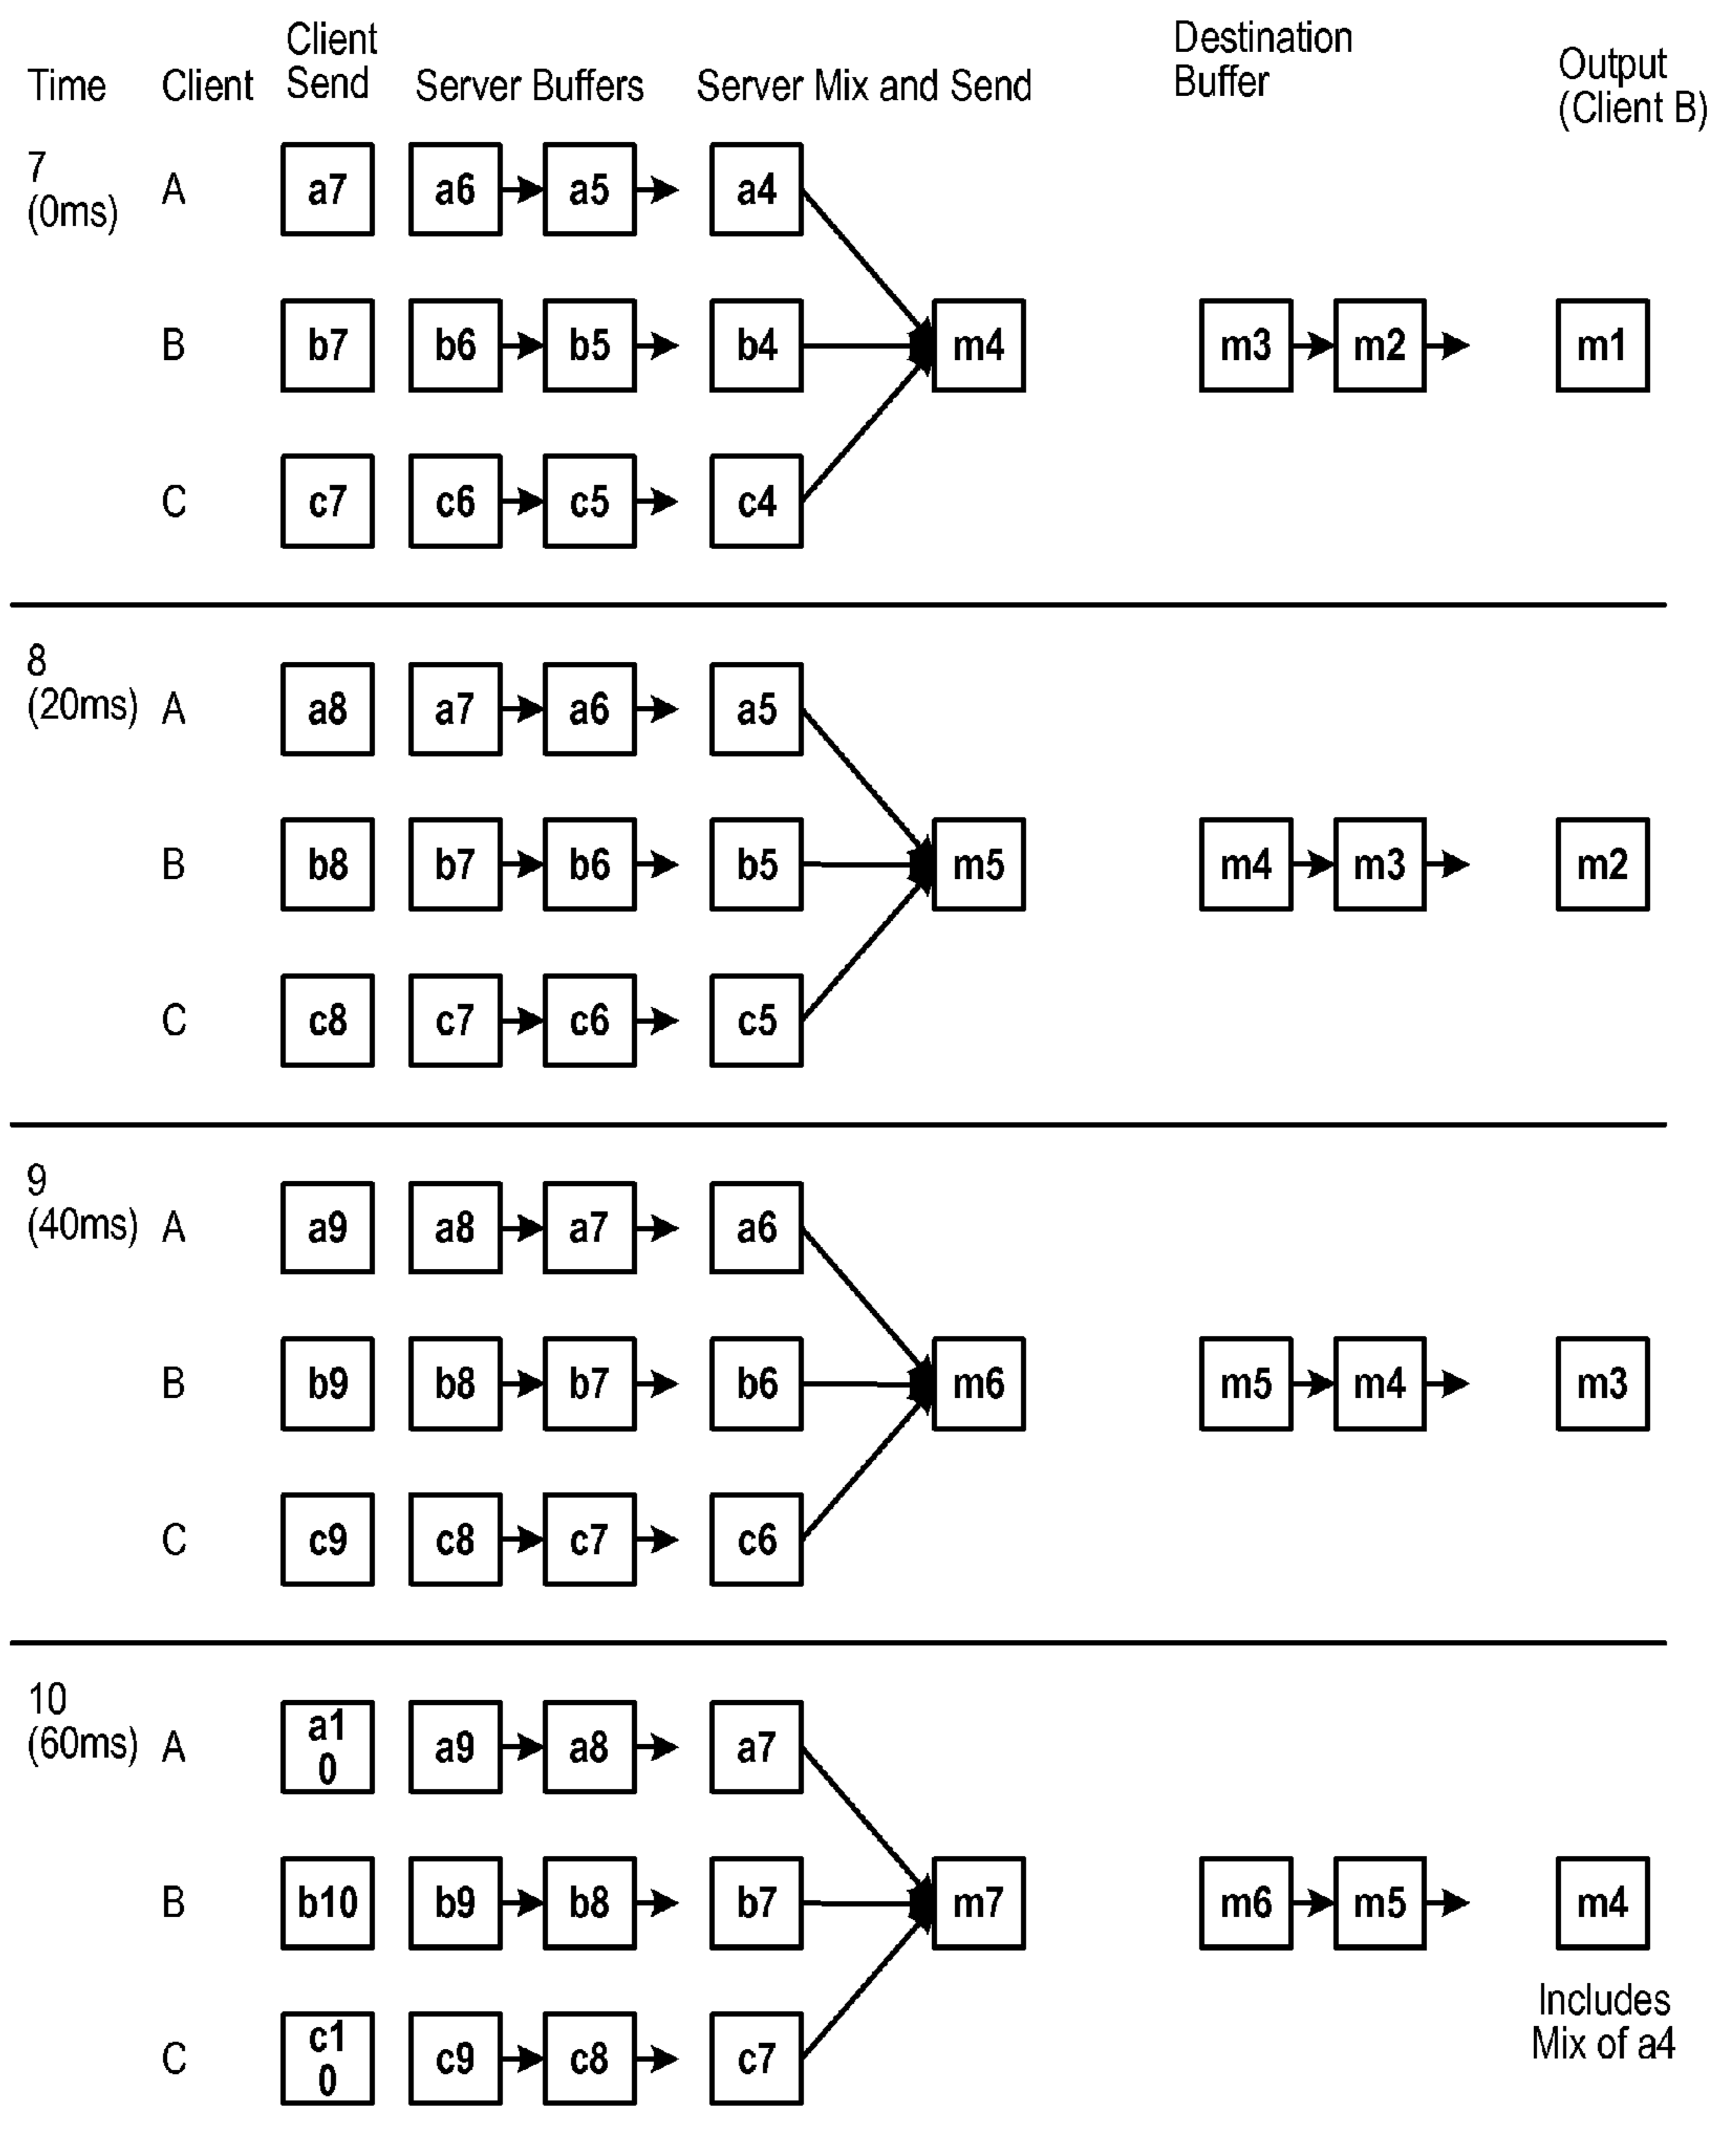 Time
Client
Client
Send
Server Buffers
Server Mix and Send
Destination
Buffer
Output
(Client B)
7
(0ms)
A
a7
a6
a5
a4
B
b7
b6
b5
b4
m4
m3
m2
m1
C
c7
c6
c5
c4
8
(20ms)
A
a8
a7
a6
a5
B
b8
b7
b6
b5
m5
m4
m3
m2
C
c8
c7
c6
c5
9
(40ms)
A
a9
a8
a7
a6
B
b9
b8
b7
b6
m6
m5
m4
m3
C
c9
c8
c7
c6
10
(60ms)
A
a1
0
a9
a8
a7
B
b10
b9
b8
b7
m7
m6
m5
m4
Includes
Mix of a4
C
c1
0
c9
c8
c7